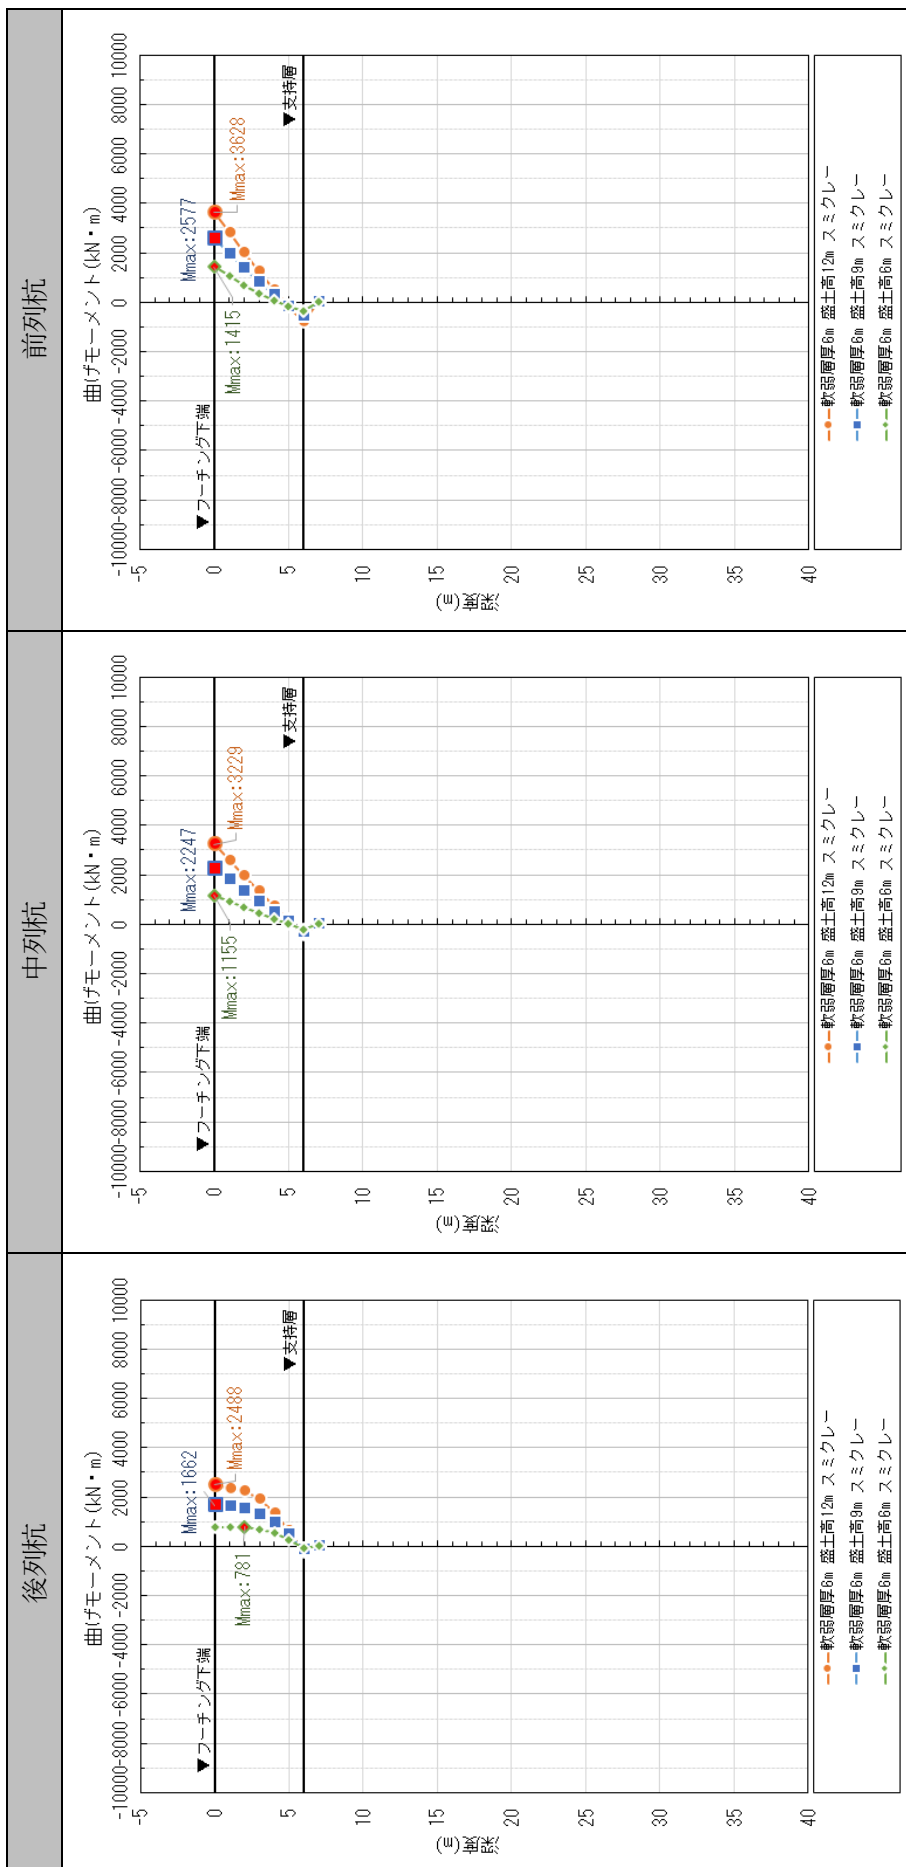 後列杭
曲げモーメント(kN・m)
-10000 -8000 -6000 -4000 -2000 0 2000 4000 6000 8000 10000
-5
0
5
10
15
20
25
30
35
40
深度(m)
▼フーチング下端
▼支持層
Mmax:1662
Mmax:2488
Mmax:781
軟弱層厚6m 盛土高12m スミクレー
軟弱層厚6m 盛土高9m スミクレー
軟弱層厚6m 盛土高6m スミクレー
中列杭
曲げモーメント(kN・m)
-10000 -8000 -6000 -4000 -2000 0 2000 4000 6000 8000 10000
-5
0
5
10
15
20
25
30
35
40
深度(m)
▼フーチング下端
▼支持層
Mmax:2247
Mmax:3229
Mmax:1155
軟弱層厚6m 盛土高12m スミクレー
軟弱層厚6m 盛土高9m スミクレー
軟弱層厚6m 盛土高6m スミクレー
前列杭
曲げモーメント(kN・m)
-10000 -8000 -6000 -4000 -2000 0 2000 4000 6000 8000 10000
-5
0
5
10
15
20
25
30
35
40
深度(m)
▼フーチング下端
▼支持層
Mmax:2577
Mmax:3628
Mmax:1415
軟弱層厚6m 盛土高12m スミクレー
軟弱層厚6m 盛土高9m スミクレー
軟弱層厚6m 盛土高6m スミクレー